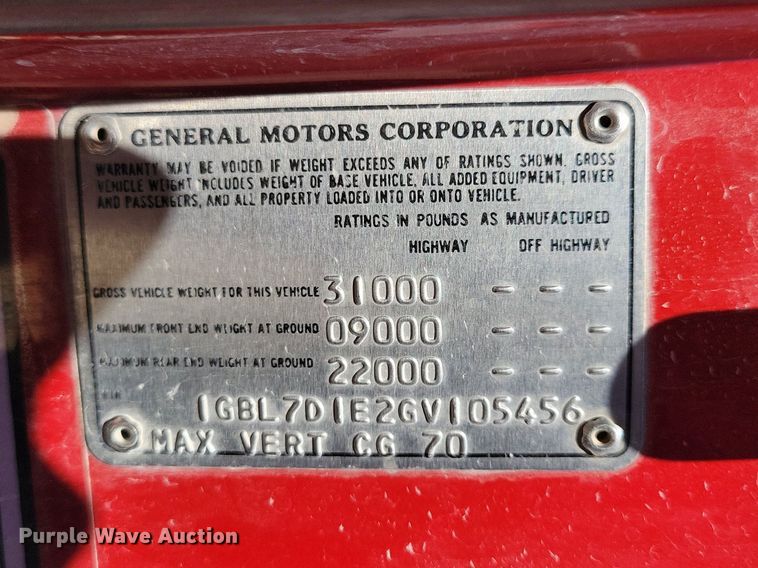 GENERAL MOTORS CORPORATION
WARRANTY MAY BE VOIDED IF WEIGHT EXCEEDS ANY OF RATINGS SHOWN. GROSS
VEHICLE WEIGHT INCLUDES WEIGHT OF BASE VEHICLE, ALL ADDED EQUIPMENT, DRIVER
AND PASSENGERS, AND ALL PROPERTY LOADED INTO OR ONTO VEHICLE.
RATINGS IN POUNDS AS MANUFACTURED
HIGHWAY OFF HIGHWAY
GROSS VEHICLE WEIGHT FOR THIS VEHICLE 31000 - - -
MAXIMUM FRONT END WEIGHT AT GROUND 09000 - - -
MAXIMUM REAR END WEIGHT AT GROUND 22000 - - -
VIN
1GBL7D1E2GV105456
MAX VERT CG 70
Purple Wave Auction